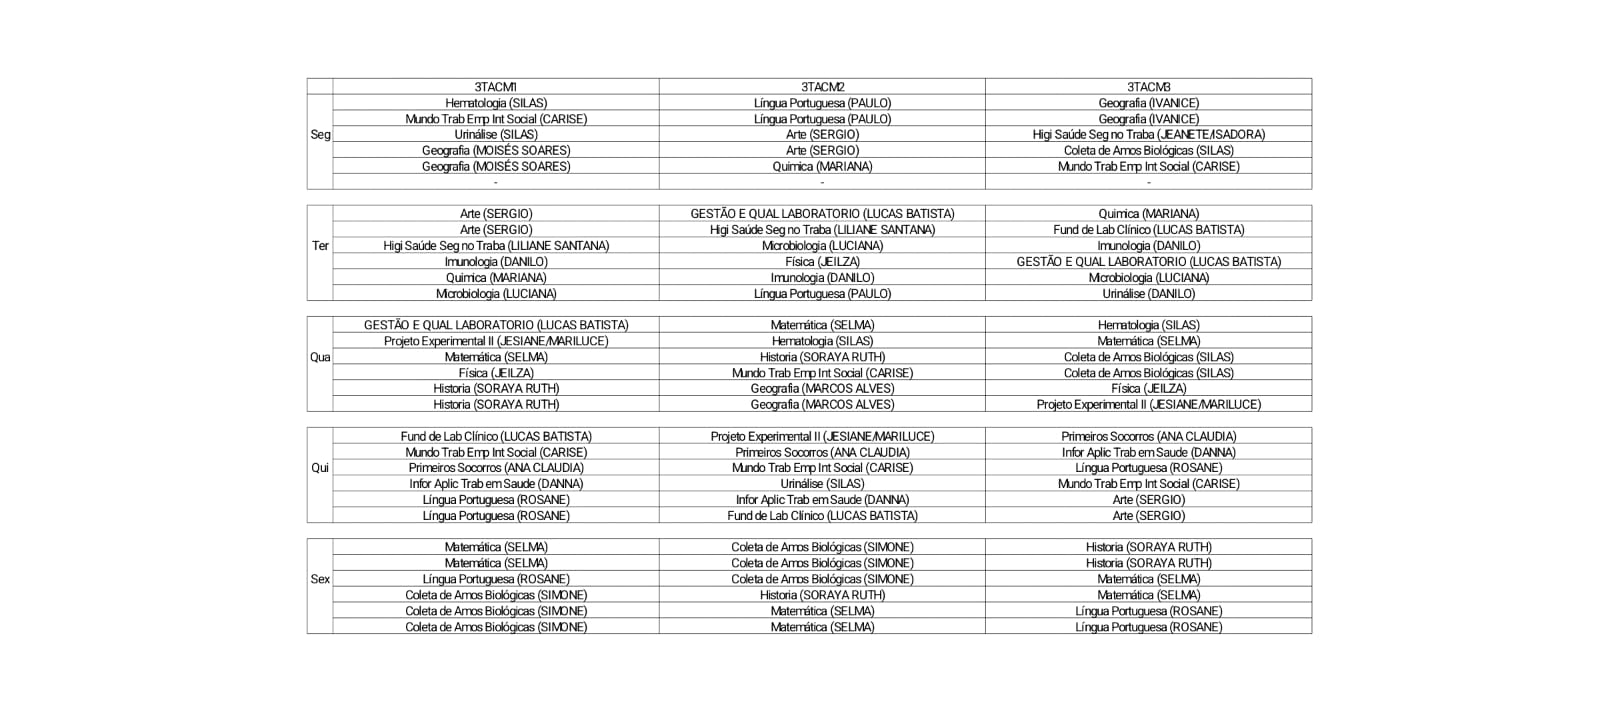 3TACM1 3TACM2 3TACM3
Hematologia (SILAS) Língua Portuguesa (PAULO) Geografia (IVANICE)
Mundo Trab Emp Int Social (CARISE) Língua Portuguesa (PAULO) Geografia (IVANICE)
Seg Urinálise (SILAS) Arte (SERGIO) Higi Saúde Seg no Traba (JEANETE/ISADORA)
Geografia (MOISÉS SOARES) Arte (SERGIO) Coleta de Amos Biológicas (SILAS)
Geografia (MOISÉS SOARES) Quimica (MARIANA) Mundo Trab Emp Int Social (CARISE)
- - -
Arte (SERGIO) GESTÃO E QUAL LABORATORIO (LUCAS BATISTA) Quimica (MARIANA)
Arte (SERGIO) Higi Saúde Seg no Traba (LILIANE SANTANA) Fund de Lab Clínico (LUCAS BATISTA)
Ter Higi Saúde Seg no Traba (LILIANE SANTANA) Microbiologia (LUCIANA) Imunologia (DANILO)
Imunologia (DANILO) Física (JEILZA) GESTÃO E QUAL LABORATORIO (LUCAS BATISTA)
Quimica (MARIANA) Imunologia (DANILO) Microbiologia (LUCIANA)
Microbiologia (LUCIANA) Língua Portuguesa (PAULO) Urinálise (DANILO)
GESTÃO E QUAL LABORATORIO (LUCAS BATISTA) Matemática (SELMA) Hematologia (SILAS)
Projeto Experimental II (JESIANE/MARILUCE) Hematologia (SILAS) Matemática (SELMA)
Qua Matemática (SELMA) Historia (SORAYA RUTH) Coleta de Amos Biológicas (SILAS)
Física (JEILZA) Mundo Trab Emp Int Social (CARISE) Coleta de Amos Biológicas (SILAS)
Historia (SORAYA RUTH) Geografia (MARCOS ALVES) Física (JEILZA)
Historia (SORAYA RUTH) Geografia (MARCOS ALVES) Projeto Experimental II (JESIANE/MARILUCE)
Fund de Lab Clínico (LUCAS BATISTA) Projeto Experimental II (JESIANE/MARILUCE) Primeiros Socorros (ANA CLAUDIA)
Mundo Trab Emp Int Social (CARISE) Primeiros Socorros (ANA CLAUDIA) Infor Aplic Trab em Saude (DANNA)
Qui Primeiros Socorros (ANA CLAUDIA) Mundo Trab Emp Int Social (CARISE) Língua Portuguesa (ROSANE)
Infor Aplic Trab em Saude (DANNA) Urinálise (SILAS) Mundo Trab Emp Int Social (CARISE)
Língua Portuguesa (ROSANE) Infor Aplic Trab em Saude (DANNA) Arte (SERGIO)
Língua Portuguesa (ROSANE) Fund de Lab Clínico (LUCAS BATISTA) Arte (SERGIO)
Matemática (SELMA) Coleta de Amos Biológicas (SIMONE) Historia (SORAYA RUTH)
Matemática (SELMA) Coleta de Amos Biológicas (SIMONE) Historia (SORAYA RUTH)
Sex Língua Portuguesa (ROSANE) Coleta de Amos Biológicas (SIMONE) Matemática (SELMA)
Coleta de Amos Biológicas (SIMONE) Historia (SORAYA RUTH) Matemática (SELMA)
Coleta de Amos Biológicas (SIMONE) Matemática (SELMA) Língua Portuguesa (ROSANE)
Coleta de Amos Biológicas (SIMONE) Matemática (SELMA) Língua Portuguesa (ROSANE)